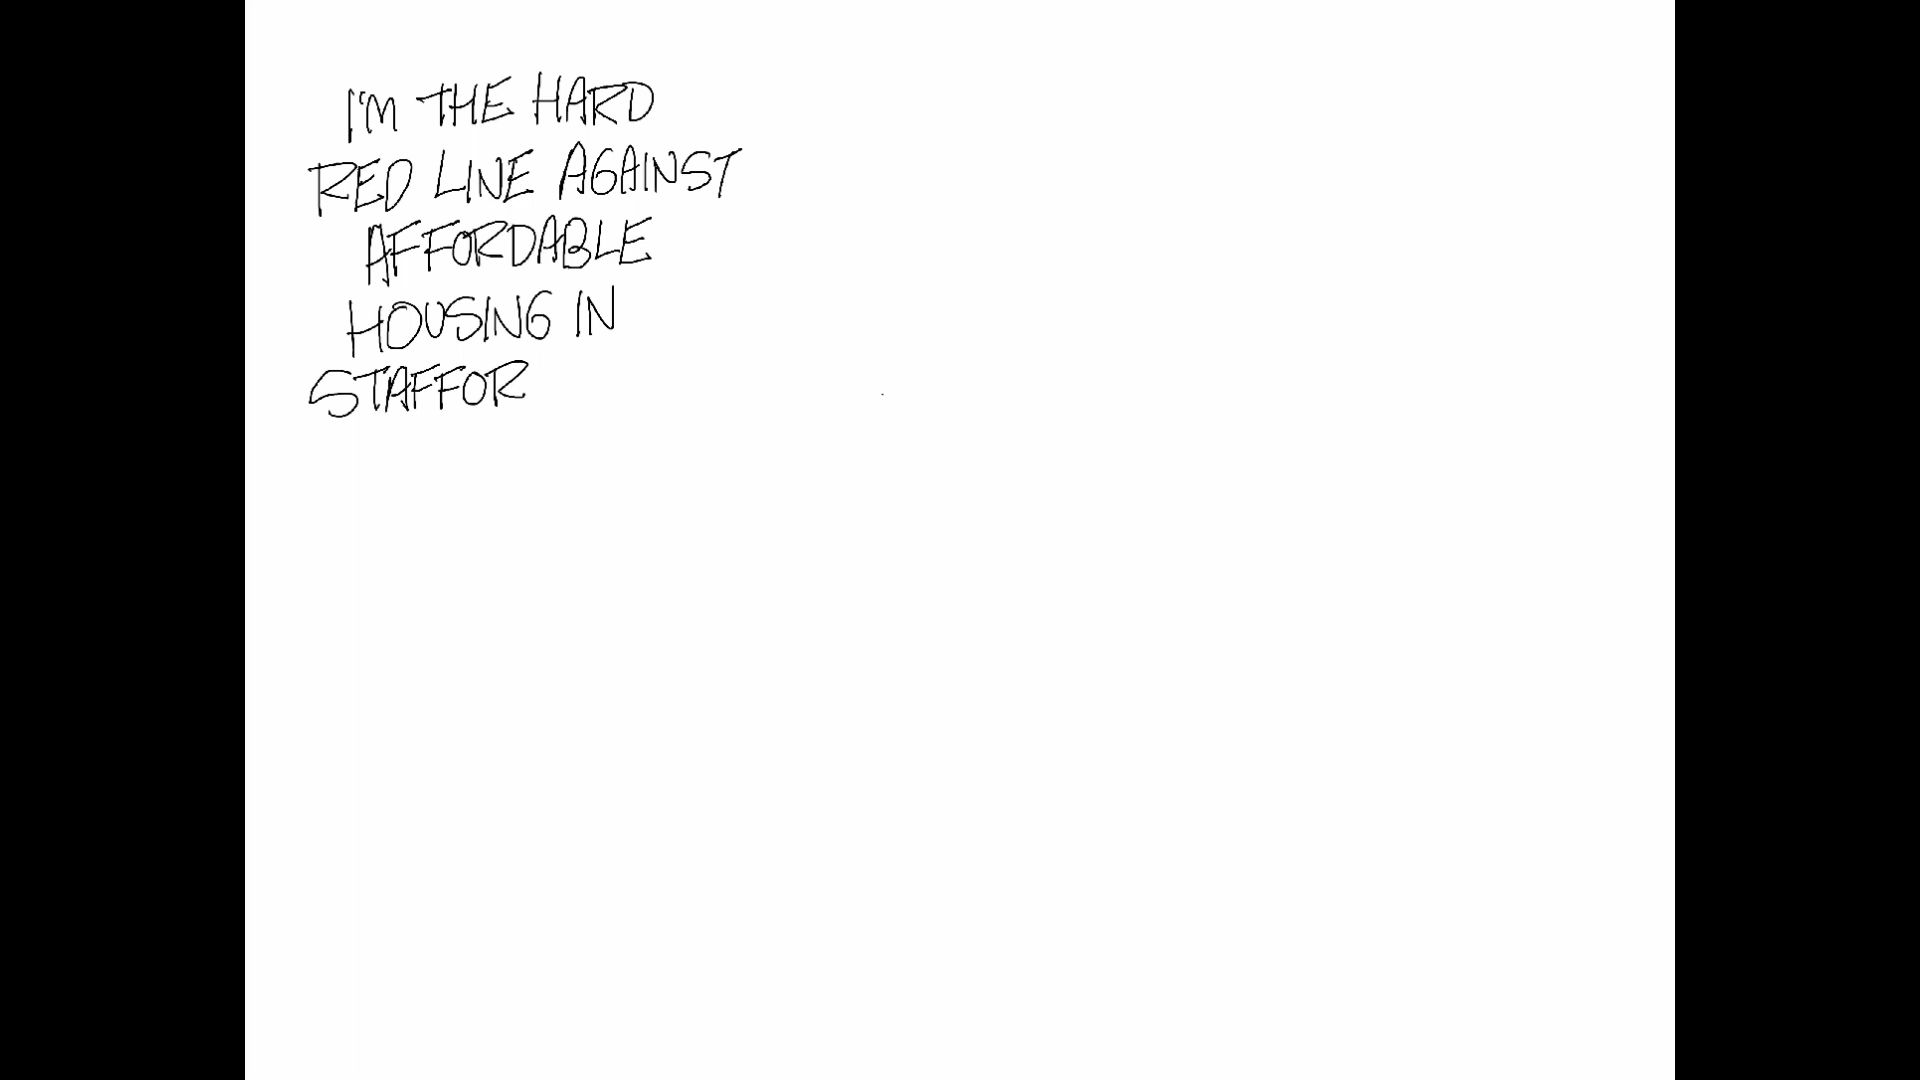 I'M THE HARD
RED LINE AGAINST
AFFORDABLE
HOUSING IN
STAFFOR